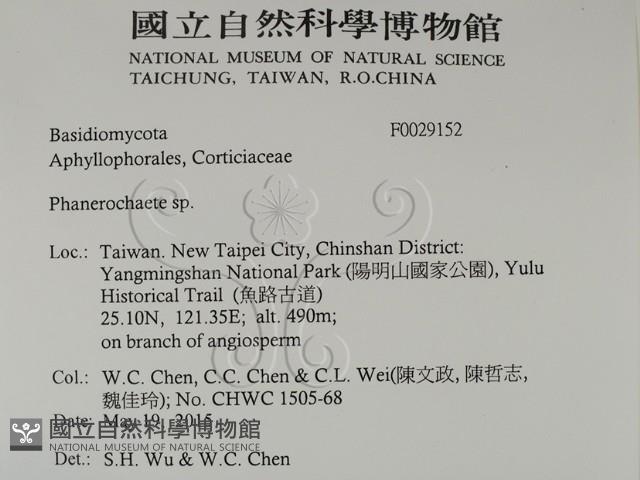 國立自然科學博物館
NATIONAL MUSEUM OF NATURAL SCIENCE
TAICHUNG, TAIWAN, R.O.CHINA
Basidiomycota F0029152
Aphyllophorales, Corticiaceae
Phanerochaete sp.
Loc.: Taiwan. New Taipei City, Chinshan District:
Yangmingshan National Park (陽明山國家公園), Yulu
Historical Trail (魚路古道)
25.10N, 121.35E; alt. 490m;
on branch of angiosperm
Col.: W.C. Chen, C.C. Chen & C.L. Wei(陳文政, 陳哲志,
魏佳玲); No. CHWC 1505-68
Date: May 19, 2015
國立自然科學博物館
NATIONAL MUSEUM OF NATURAL SCIENCE
Det.: S.H. Wu & W.C. Chen